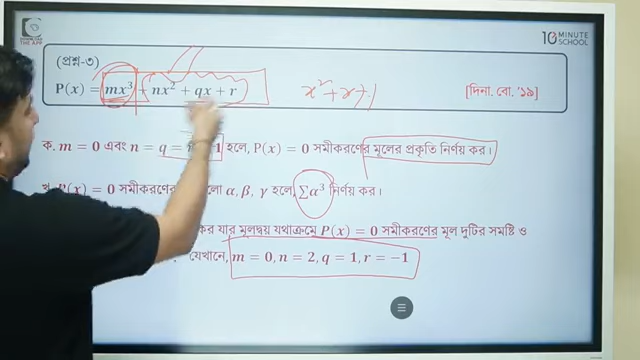 THE APP
10 MINUTE SCHOOL
(প্রশ্ন-৩)
P(x) = mx³ + nx² + qx + r
x² + x + 1
[দিনা. বো. '১৯]
ক. m = 0 এবং n = q = 1 হলে, P(x) = 0 সমীকরণের মূলের প্রকৃতি নির্ণয় কর।
P(x) = 0 সমীকরণের α, β, γ হলে, ∑α³ নির্ণয় কর।
যার মূলদ্বয় যথাক্রমে P(x) = 0 সমীকরণের মূল দুটির সমষ্টি ও
যেখানে, m = 0, n = 2, q = 1, r = −1